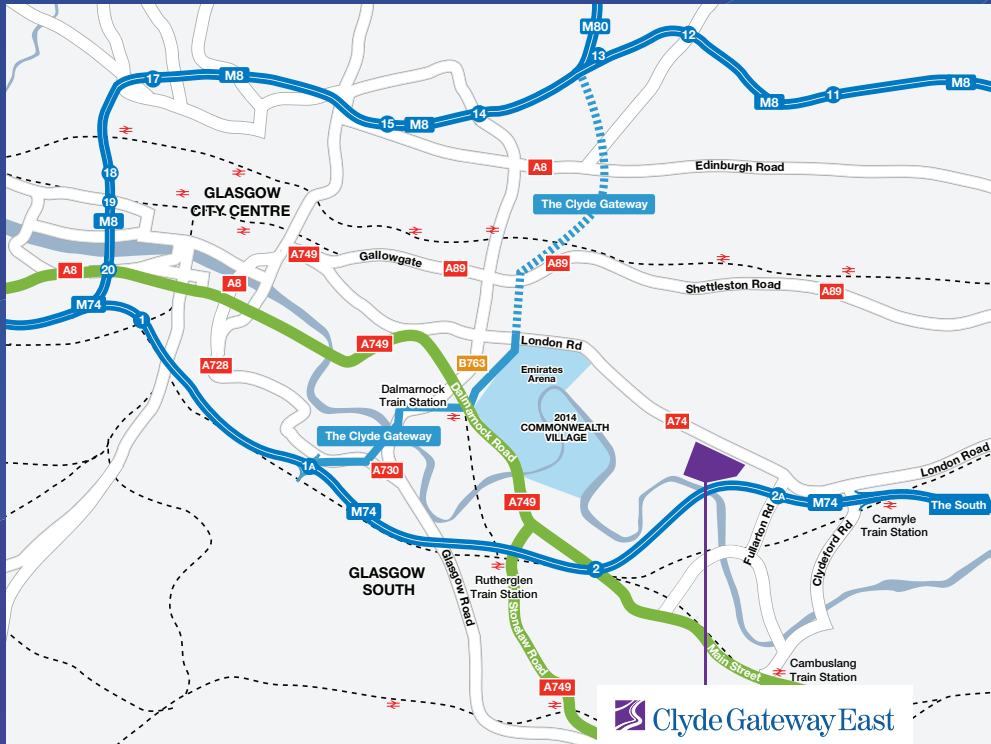 M80
13
12
17
M8
M8
11
M8
15
M8
14
A8
Edinburgh Road
18
The Clyde Gateway
19
GLASGOW
CITY CENTRE
M8
A749
Gallowgate
A89
A89
A8
20
A8
Shettleston Road
A89
M74
1
A749
London Rd
A728
B763
Emirates
Arena
Dalmarnock
Train Station
Dalmarnock Road
2014
COMMONWEALTH
VILLAGE
A74
The Clyde Gateway
1A
A730
London Road
M74
A749
2A
M74
The South
Carmyle
Train Station
Fullarton Rd
Clydeford Rd
Glasgow Road
GLASGOW
SOUTH
2
Rutherglen
Train Station
Stonelaw Road
Main Street
Cambuslang
Train Station
A749
Clyde Gateway East